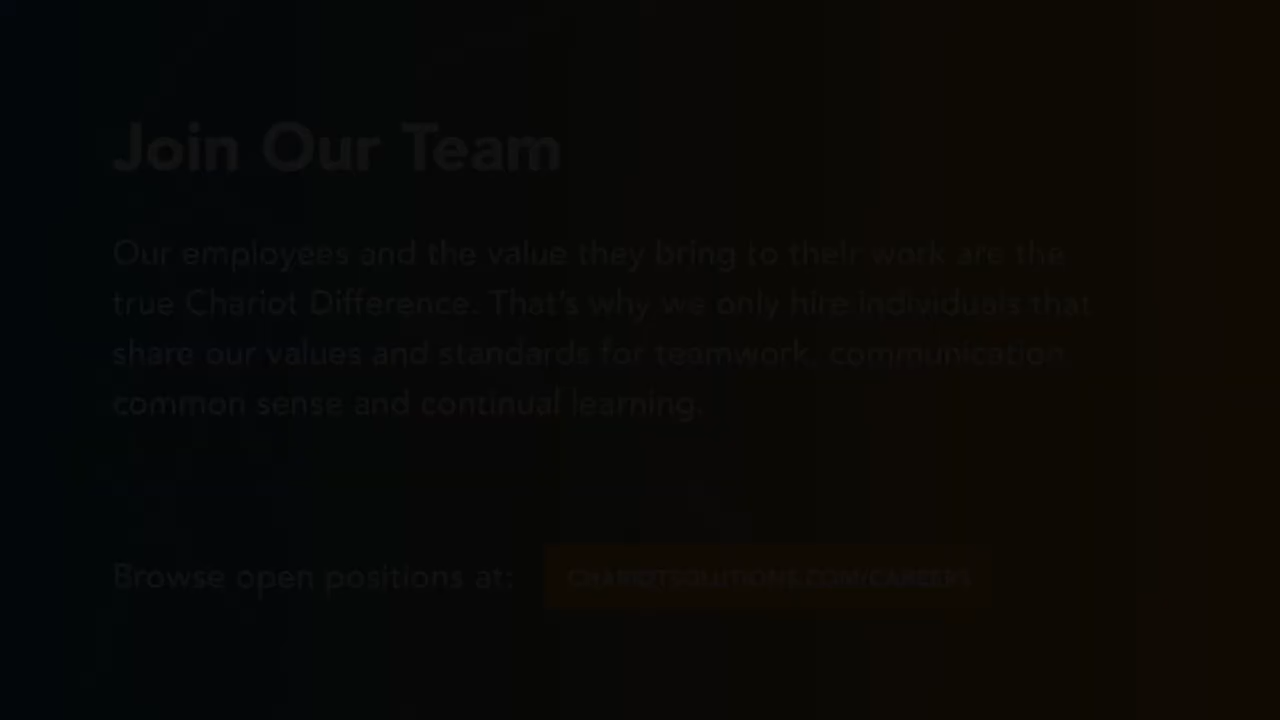 Join Our Team
Our employees and the value they bring to their work are the
true Chariot Difference. That's why we only hire individuals that
share our values and standards for teamwork, communication,
common sense and continual learning.
Browse open positions at: CHARIOTSOLUTIONS.COM/CAREERS